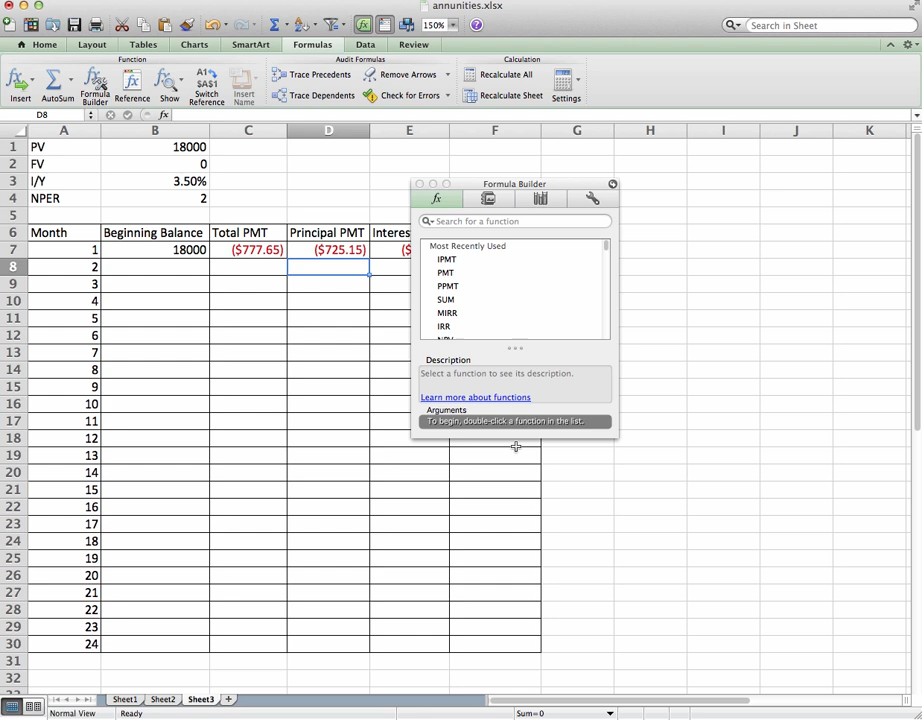 annunities.xlsx
150%
Search in Sheet
Home Layout Tables Charts SmartArt Formulas Data Review
Function Audit Formulas Calculation
Insert AutoSum Formula Builder Reference Show A1 $A$1 Switch Reference Insert Name Trace Precedents Remove Arrows Recalculate All Settings
Trace Dependents Check for Errors Recalculate Sheet
D8 fx
A B C D E F G H I J K
1 PV 18000
2 FV 0
3 I/Y 3.50%
4 NPER 2
5
6 Month Beginning Balance Total PMT Principal PMT Interes
7 1 18000 ($777.65) ($725.15) ($
8 2
9 3
10 4
11 5
12 6
13 7
14 8
15 9
16 10
17 11
18 12
19 13
20 14
21 15
22 16
23 17
24 18
25 19
26 20
27 21
28 22
29 23
30 24
31
32
Formula Builder
fx
Search for a function
Most Recently Used
IPMT
PMT
PPMT
SUM
MIRR
IRR
NPV
Description
Select a function to see its description.
Learn more about functions
Arguments
To begin, double-click a function in the list.
Sheet1 Sheet2 Sheet3
Normal View Ready Sum=0